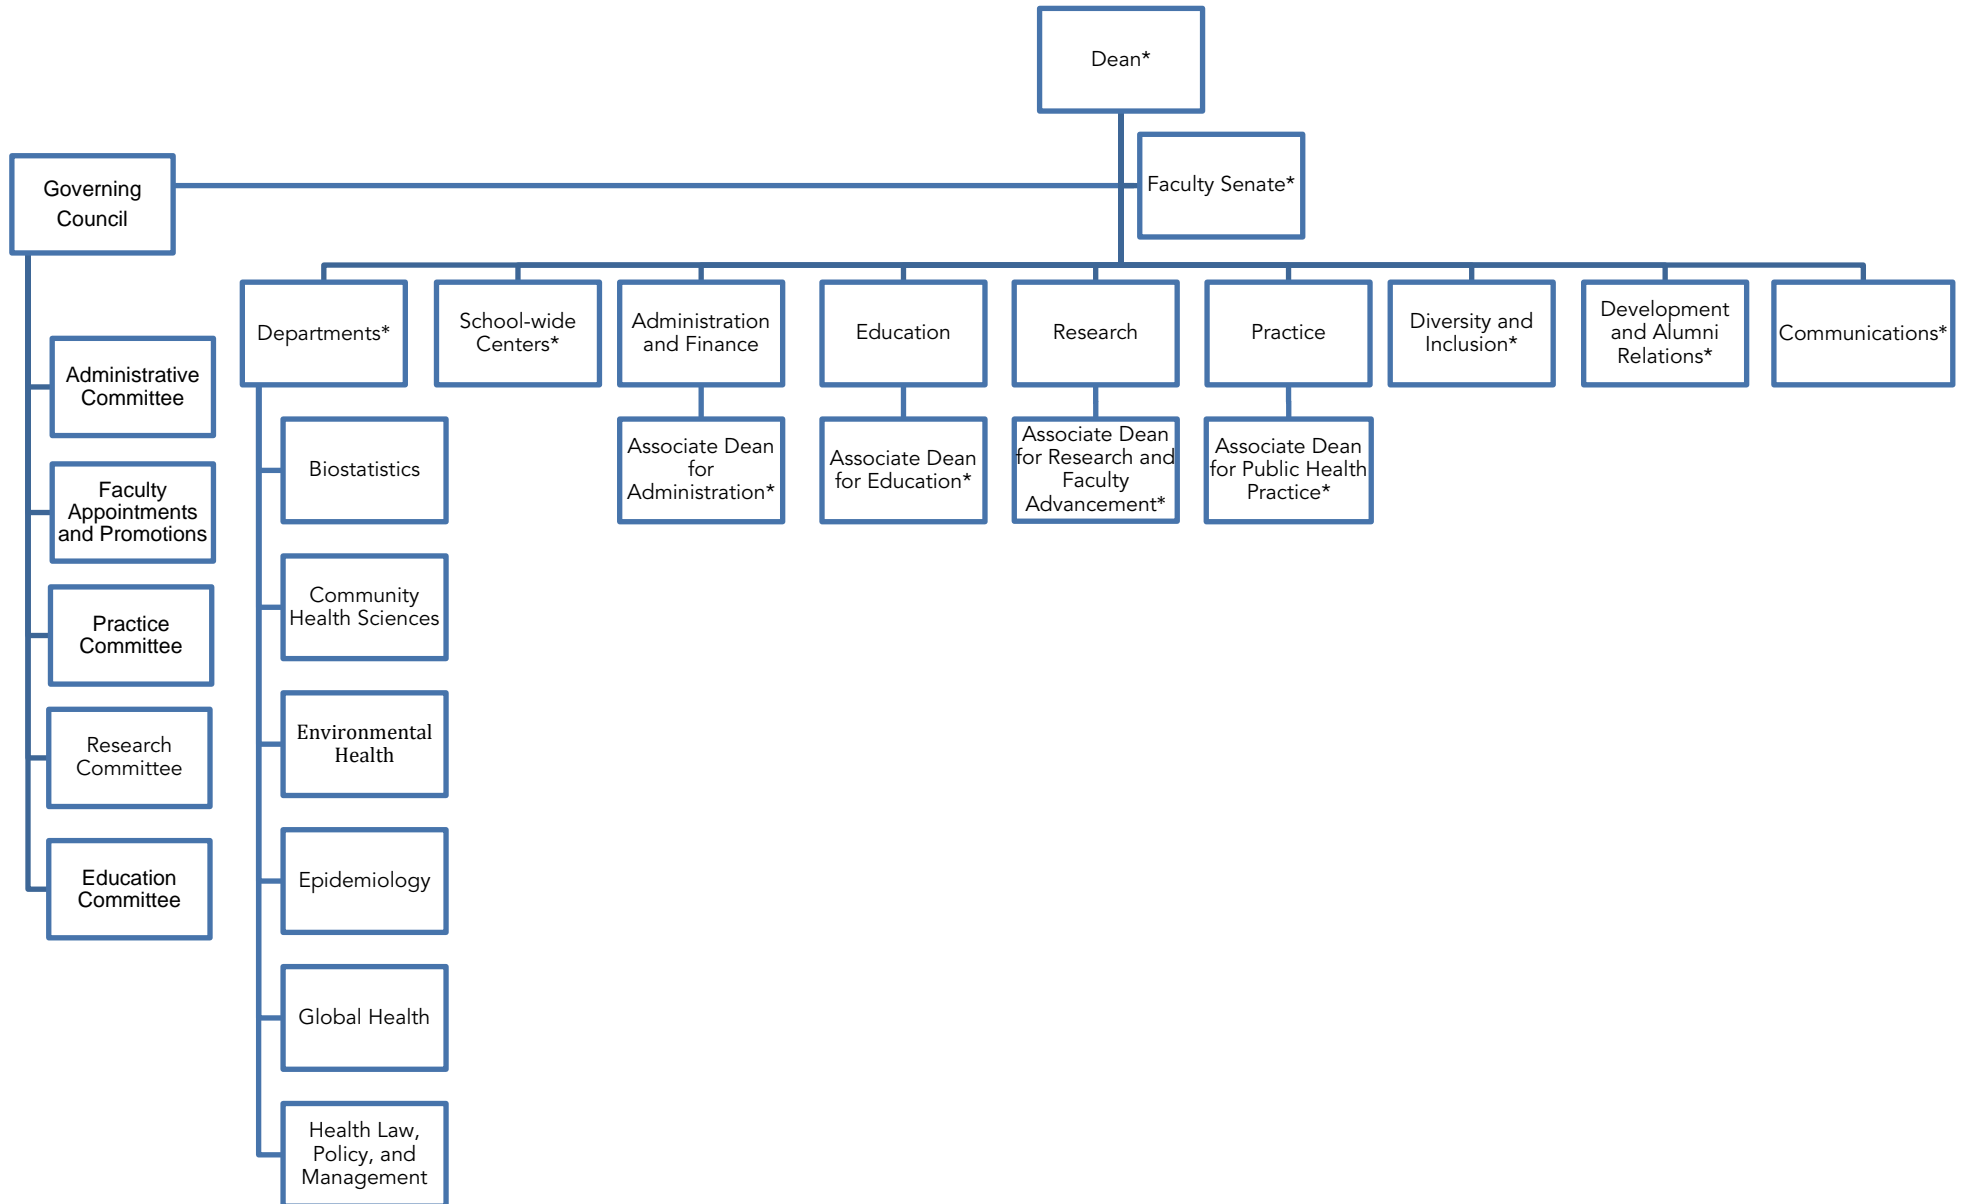 Dean*
Governing
Council
Faculty Senate*
Departments*
School-wide
Centers*
Administration
and Finance
Education
Research
Practice
Diversity and
Inclusion*
Development
and Alumni
Relations*
Communications*
Administrative
Committee
Faculty
Appointments
and Promotions
Practice
Committee
Research
Committee
Education
Committee
Biostatistics
Community
Health Sciences
Environmental
Health
Epidemiology
Global Health
Health Law,
Policy, and
Management
Associate Dean
for
Administration*
Associate Dean
for Education*
Associate Dean
for Research and
Faculty
Advancement*
Associate Dean
for Public Health
Practice*